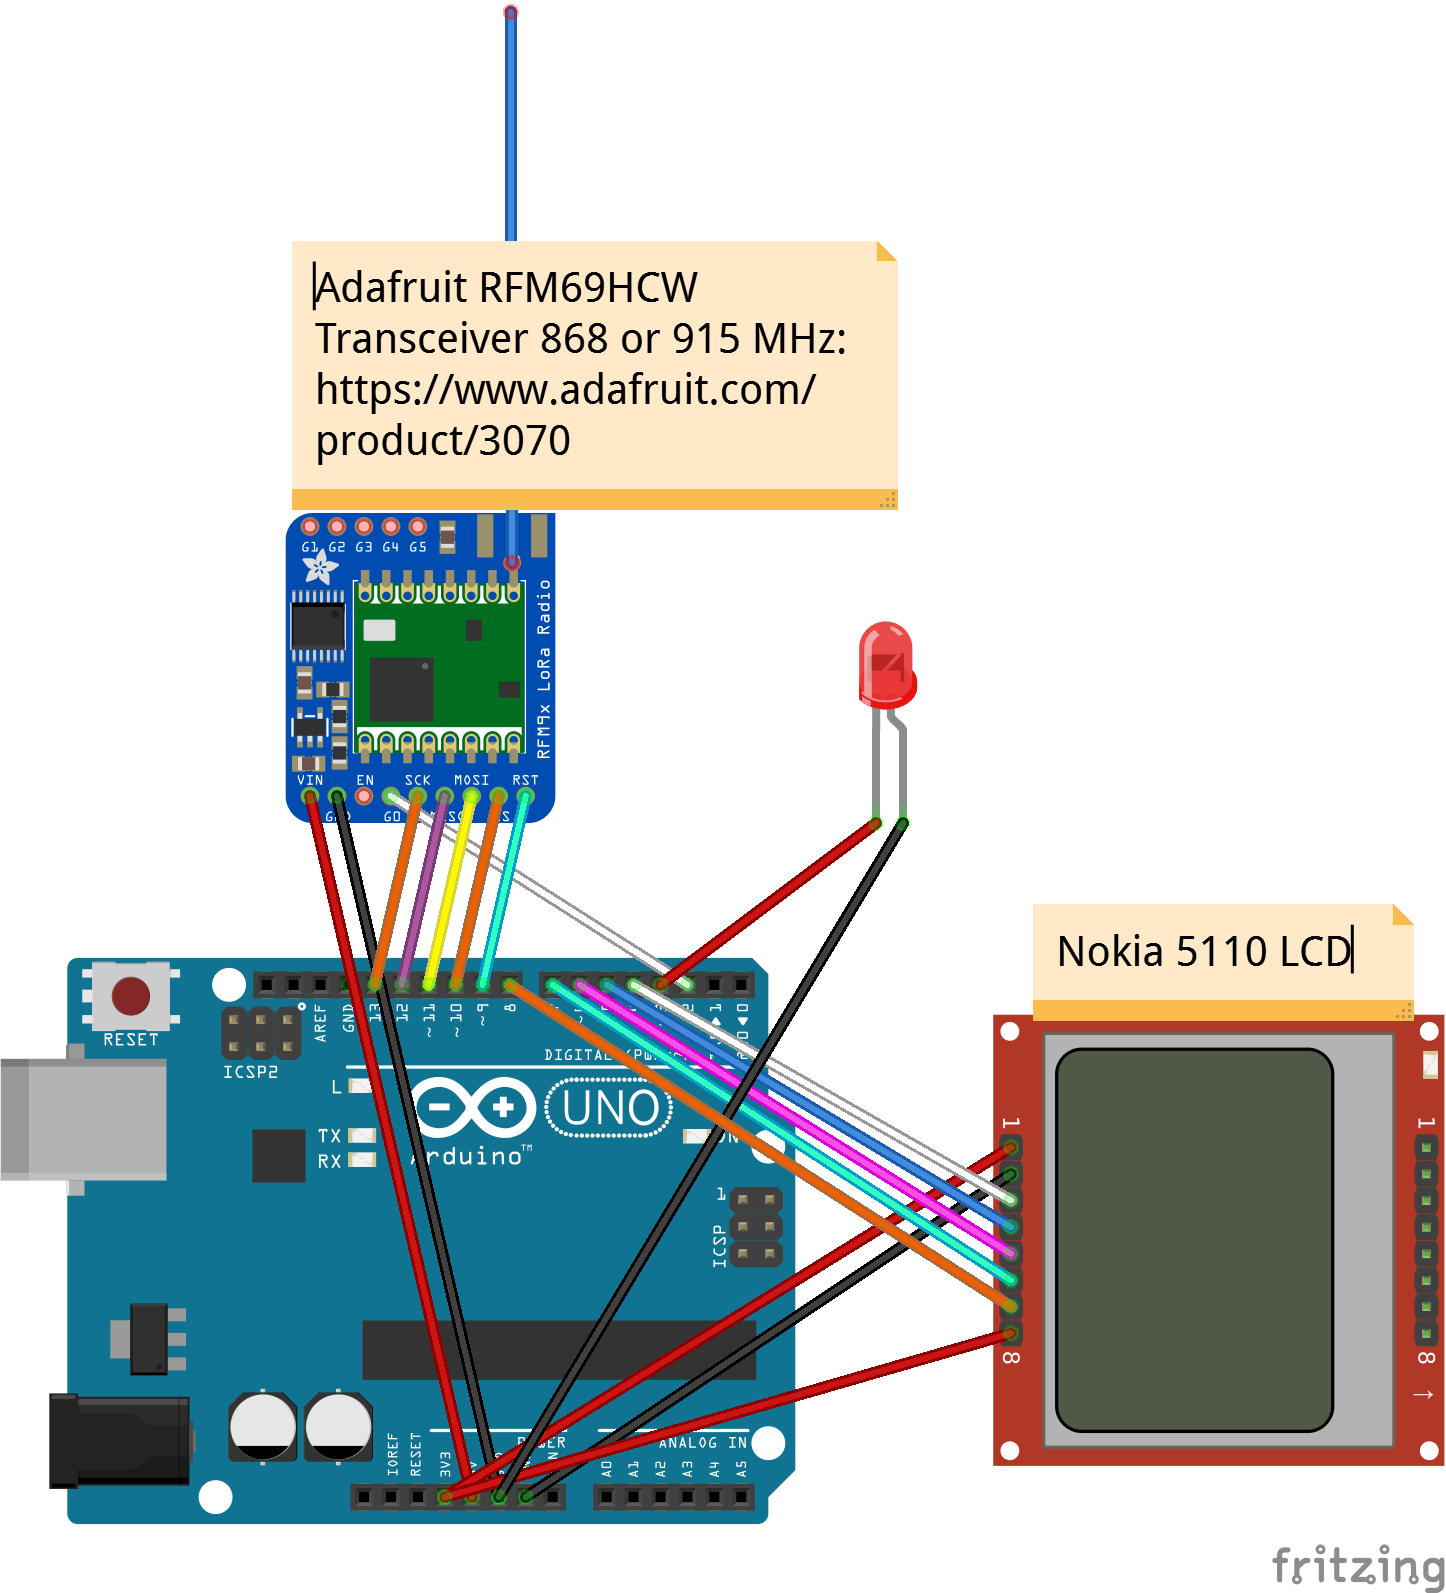 Adafruit RFM69HCW
Transceiver 868 or 915 MHz:
https://www.adafruit.com/
product/3070
G1 G2 G3 G4 G5
RFM9x LoRa Radio
VIN EN SCK MOSI RST
G0
Nokia 5110 LCD
RESET
ICSP2
AREF
GND
13
12
~11
~10
~9
8
L
TX
RX
UNO
Arduino™
1
ICSP
1
8
1
8
→
IOREF
RESET
3V3
ANALOG IN
A0
A1
A2
A3
A4
A5
fritzing